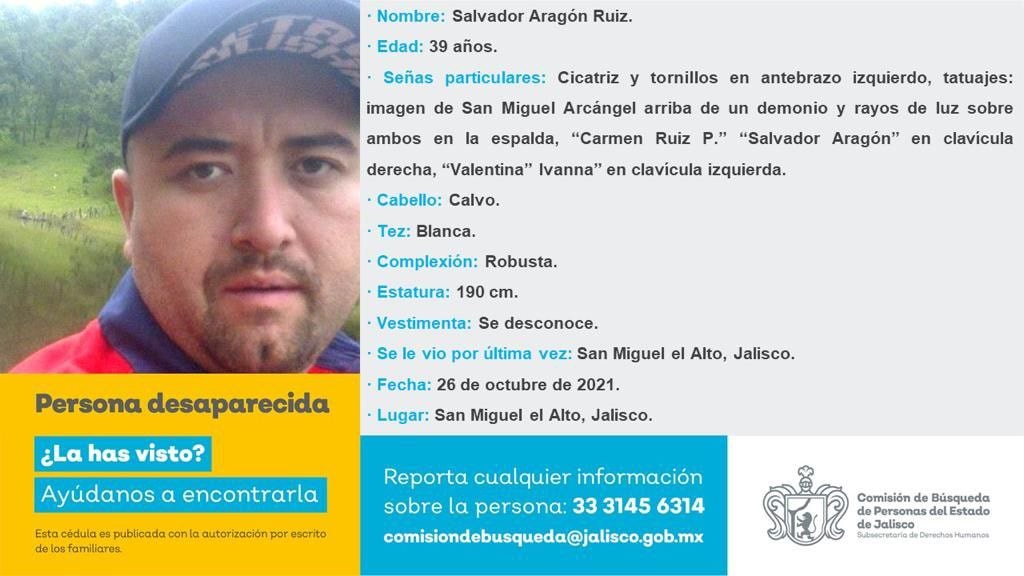 · Nombre: Salvador Aragón Ruiz.
· Edad: 39 años.
· Señas particulares: Cicatriz y tornillos en antebrazo izquierdo, tatuajes:
imagen de San Miguel Arcángel arriba de un demonio y rayos de luz sobre
ambos en la espalda, “Carmen Ruiz P.” “Salvador Aragón” en clavícula
derecha, “Valentina” Ivanna” en clavícula izquierda.
· Cabello: Calvo.
· Tez: Blanca.
· Complexión: Robusta.
· Estatura: 190 cm.
· Vestimenta: Se desconoce.
· Se le vio por última vez: San Miguel el Alto, Jalisco.
· Fecha: 26 de octubre de 2021.
· Lugar: San Miguel el Alto, Jalisco.
Persona desaparecida
¿La has visto?
Ayúdanos a encontrarla
Esta cédula es publicada con la autorización por escrito
de los familiares.
Reporta cualquier información
sobre la persona: 33 3145 6314
comisiondebusqueda@jalisco.gob.mx
Comisión de Búsqueda
de Personas del Estado
de Jalisco
Subsecretaría de Derechos Humanos